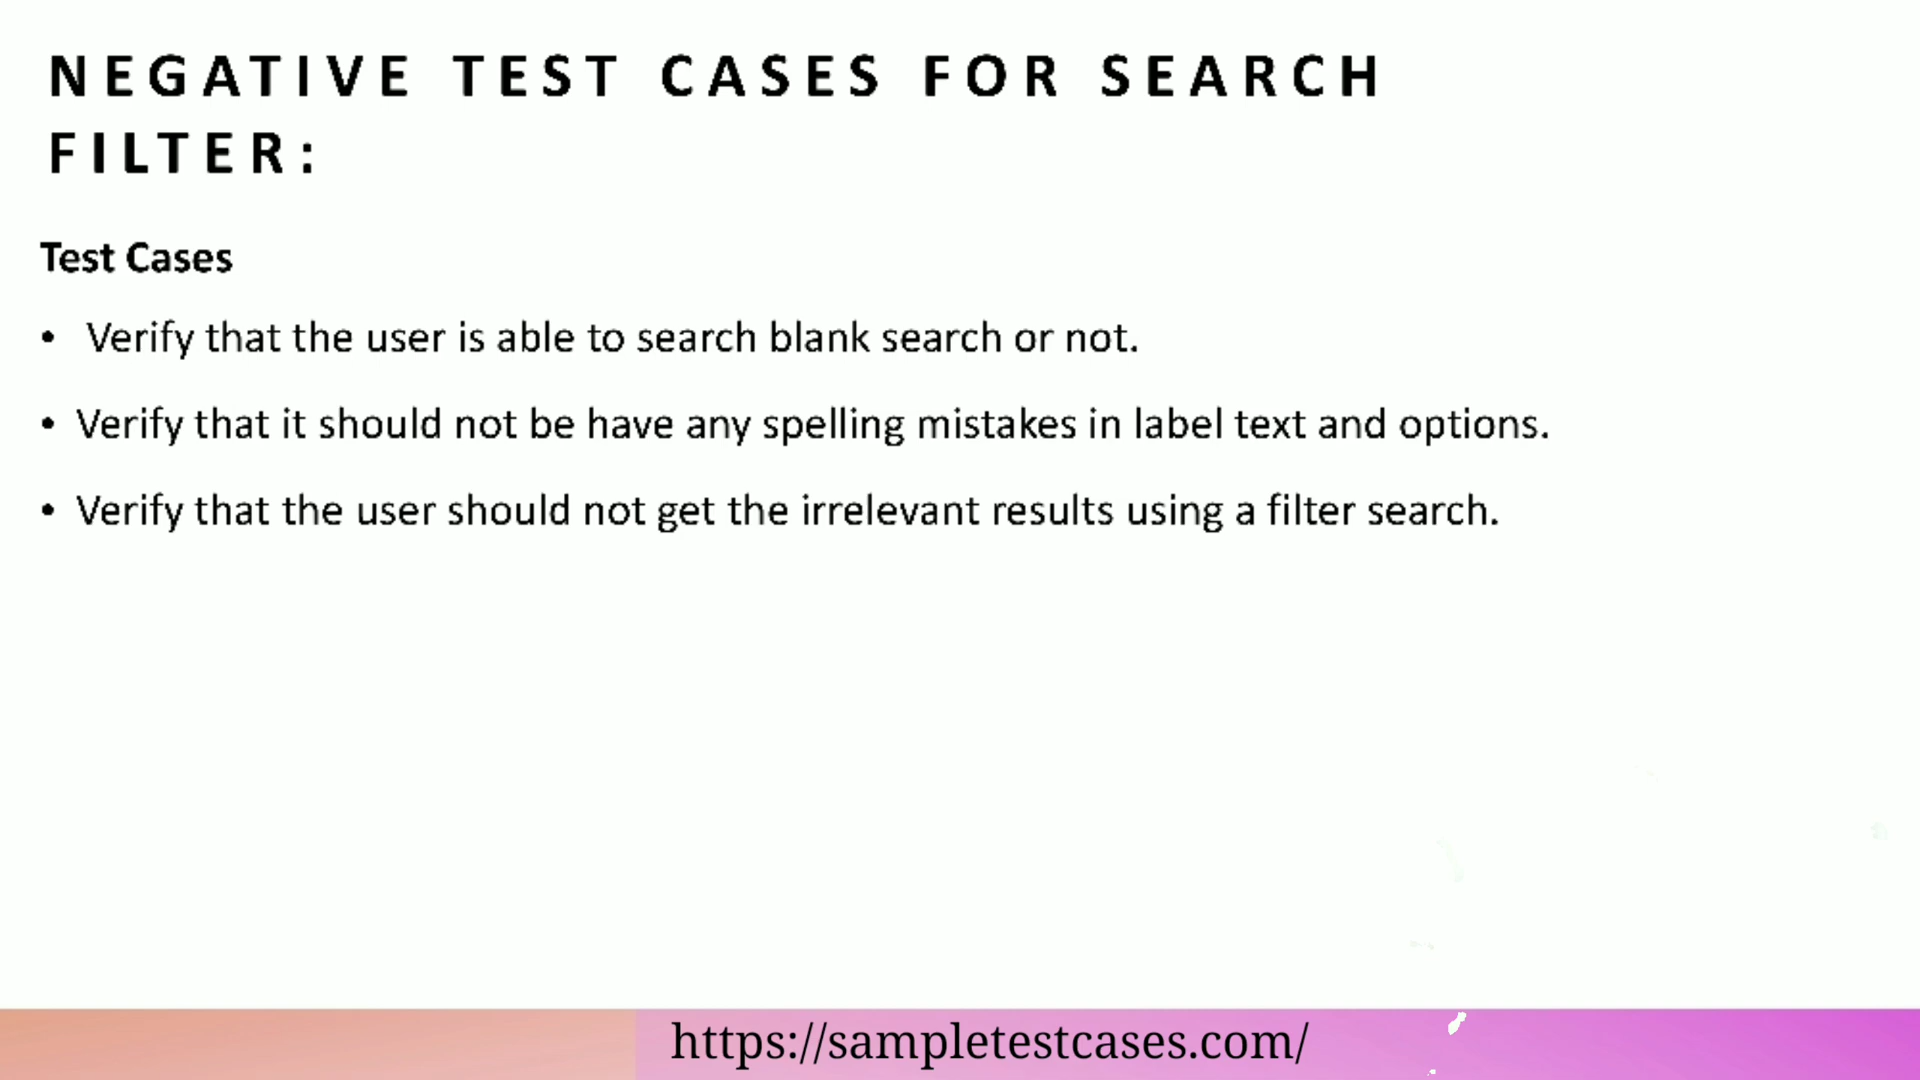 NEGATIVE TEST CASES FOR SEARCH
FILTER:
Test Cases
• Verify that the user is able to search blank search or not.
• Verify that it should not be have any spelling mistakes in label text and options.
• Verify that the user should not get the irrelevant results using a filter search.
https://sampletestcases.com/